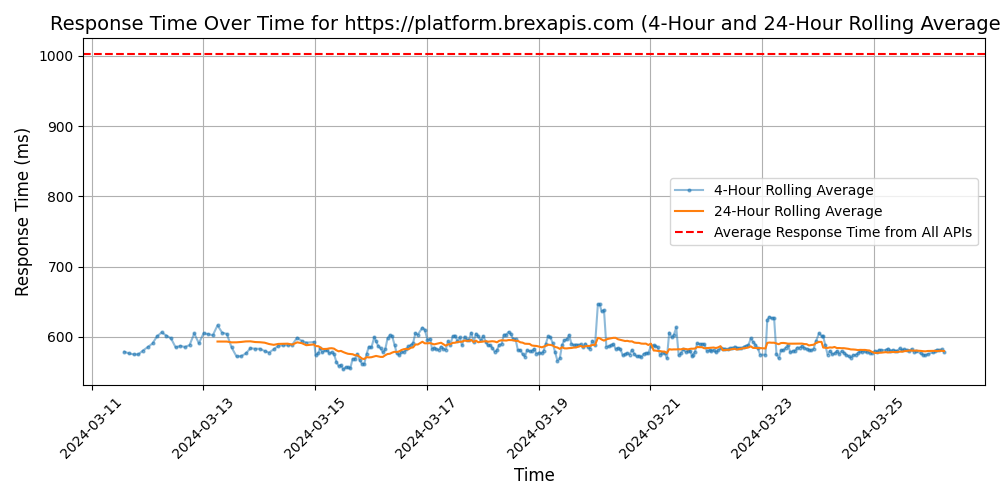 Response Time Over Time for https://platform.brexapis.com (4-Hour and 24-Hour Rolling Average
1000
900
800
700
600
Response Time (ms)
4-Hour Rolling Average
24-Hour Rolling Average
Average Response Time from All APIs
2024-03-11
2024-03-13
2024-03-15
2024-03-17
2024-03-19
2024-03-21
2024-03-23
2024-03-25
Time